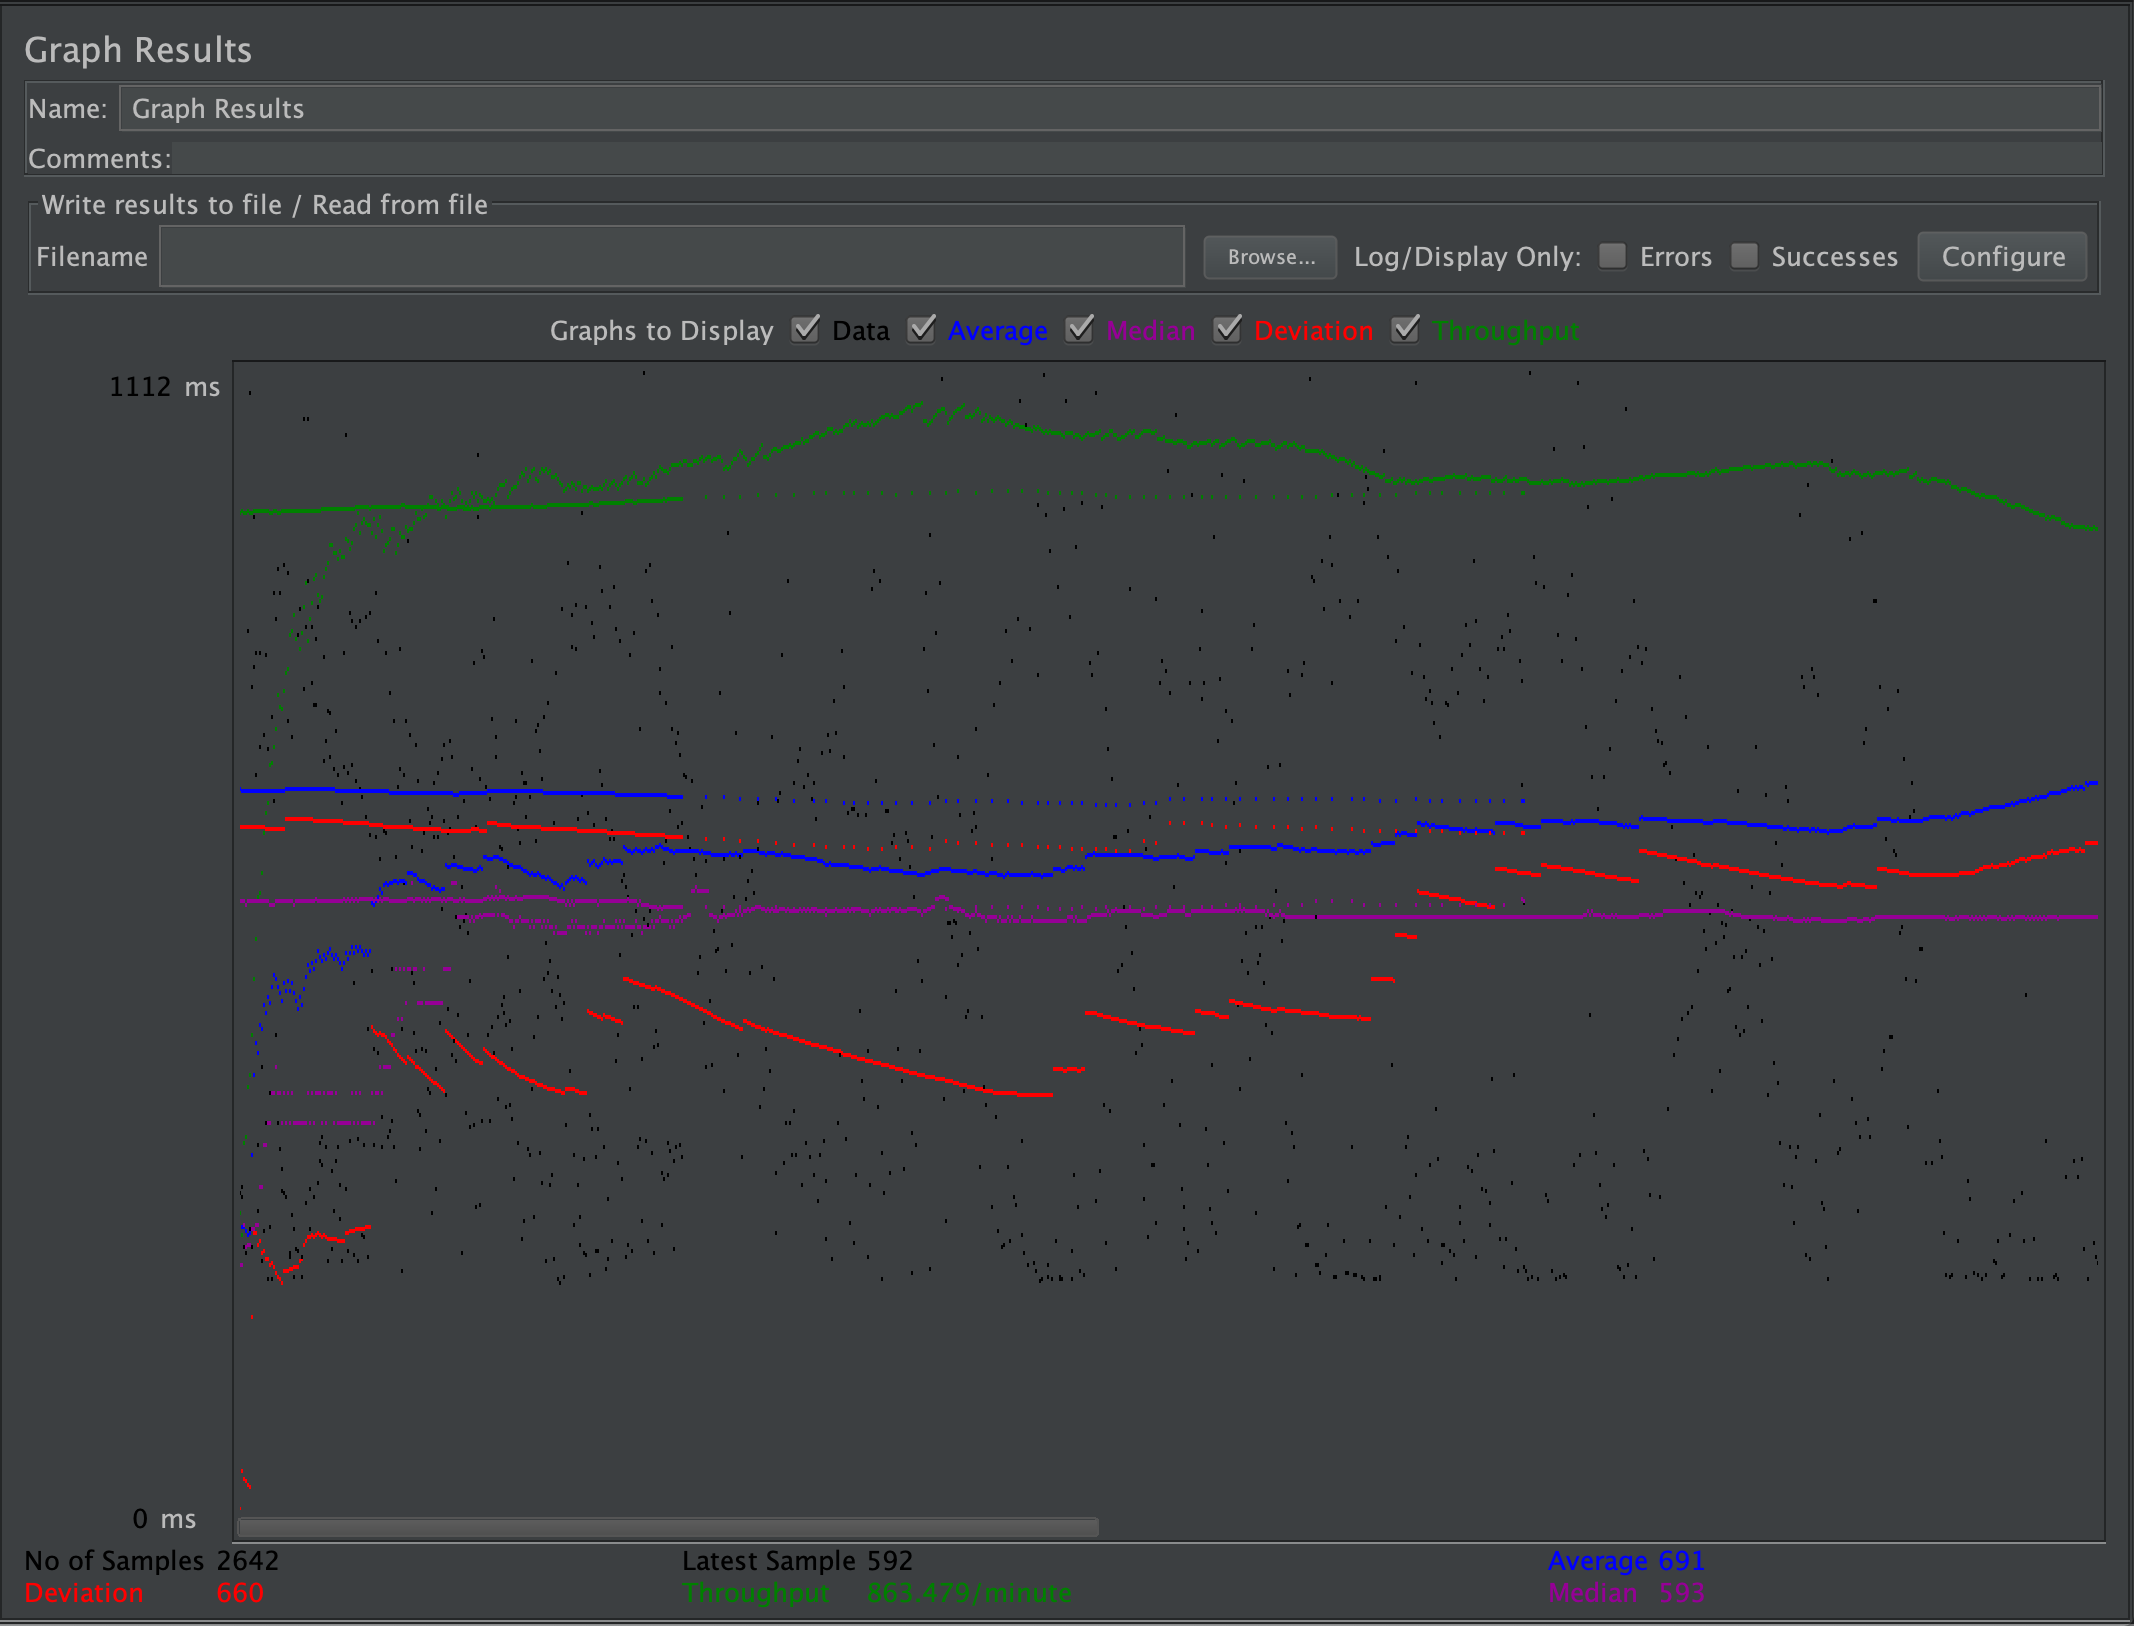 Graph Results
Name: Graph Results
Comments:
Write results to file / Read from file
Filename Browse... Log/Display Only: Errors Successes Configure
Graphs to Display Data Average Median Deviation Throughput
1112 ms
0 ms
No of Samples 2642 Latest Sample 592 Average 691
Deviation 660 Throughput 863.479/minute Median 593